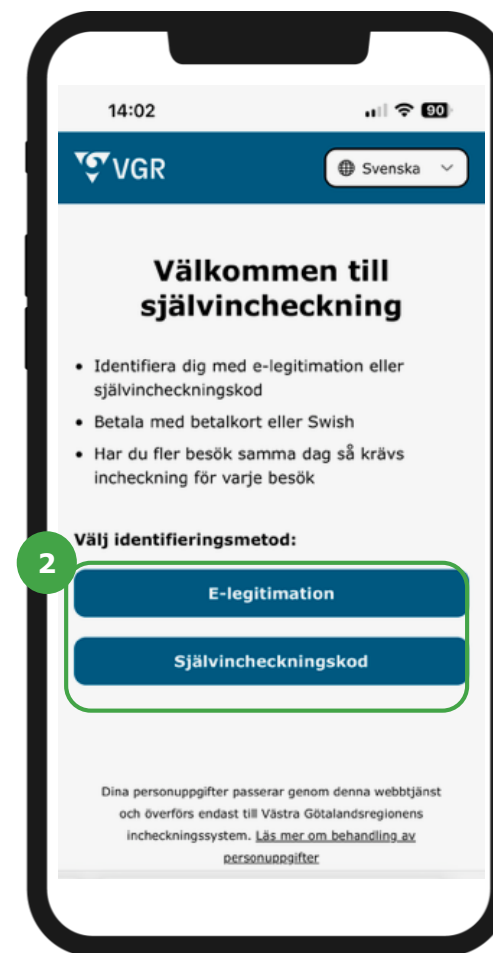 14:02
90
VGR
Svenska
Välkommen till
självincheckning
• Identifiera dig med e-legitimation eller
självincheckningskod
• Betala med betalkort eller Swish
• Har du fler besök samma dag så krävs
incheckning för varje besök
Välj identifieringsmetod:
2
E-legitimation
Självincheckningskod
Dina personuppgifter passerar genom denna webbtjänst
och överförs endast till Västra Götalandsregionens
incheckningssystem. Läs mer om behandling av
personuppgifter